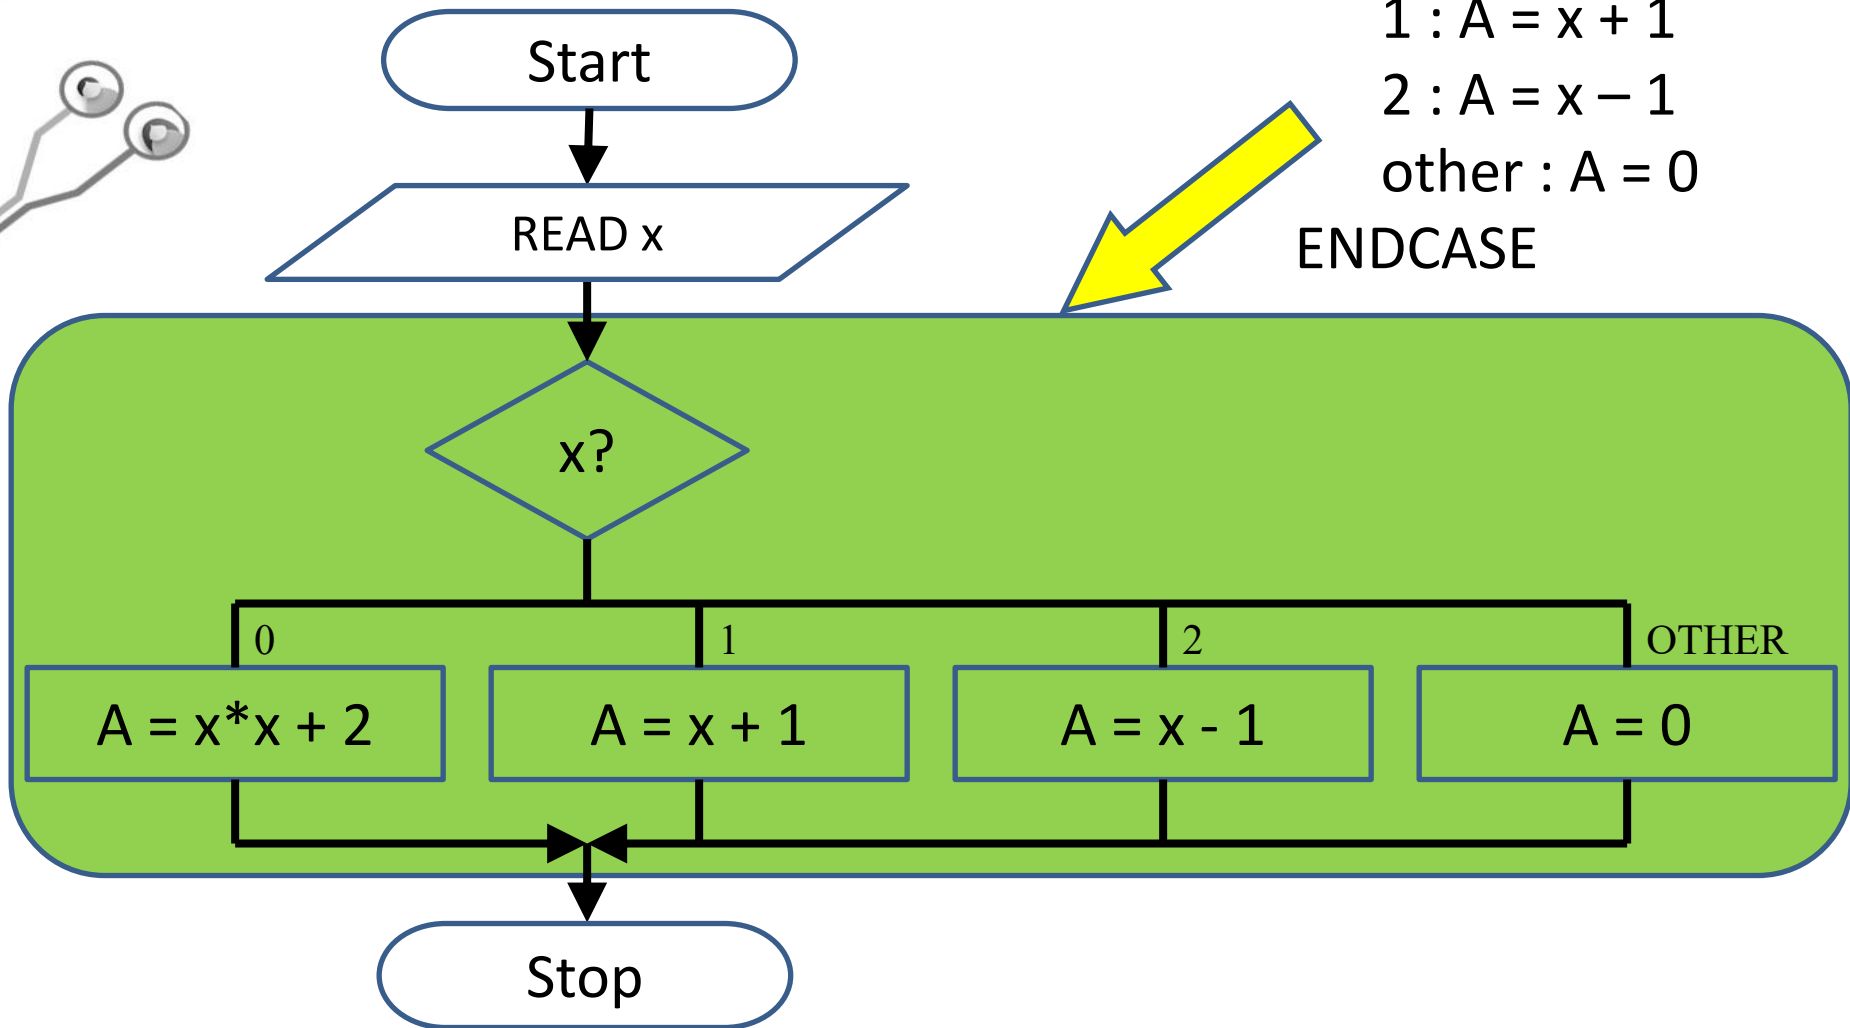 1 : A = x + 1
2 : A = x – 1
other : A = 0
ENDCASE
Start
READ x
x?
0
1
2
OTHER
A = x*x + 2
A = x + 1
A = x - 1
A = 0
Stop